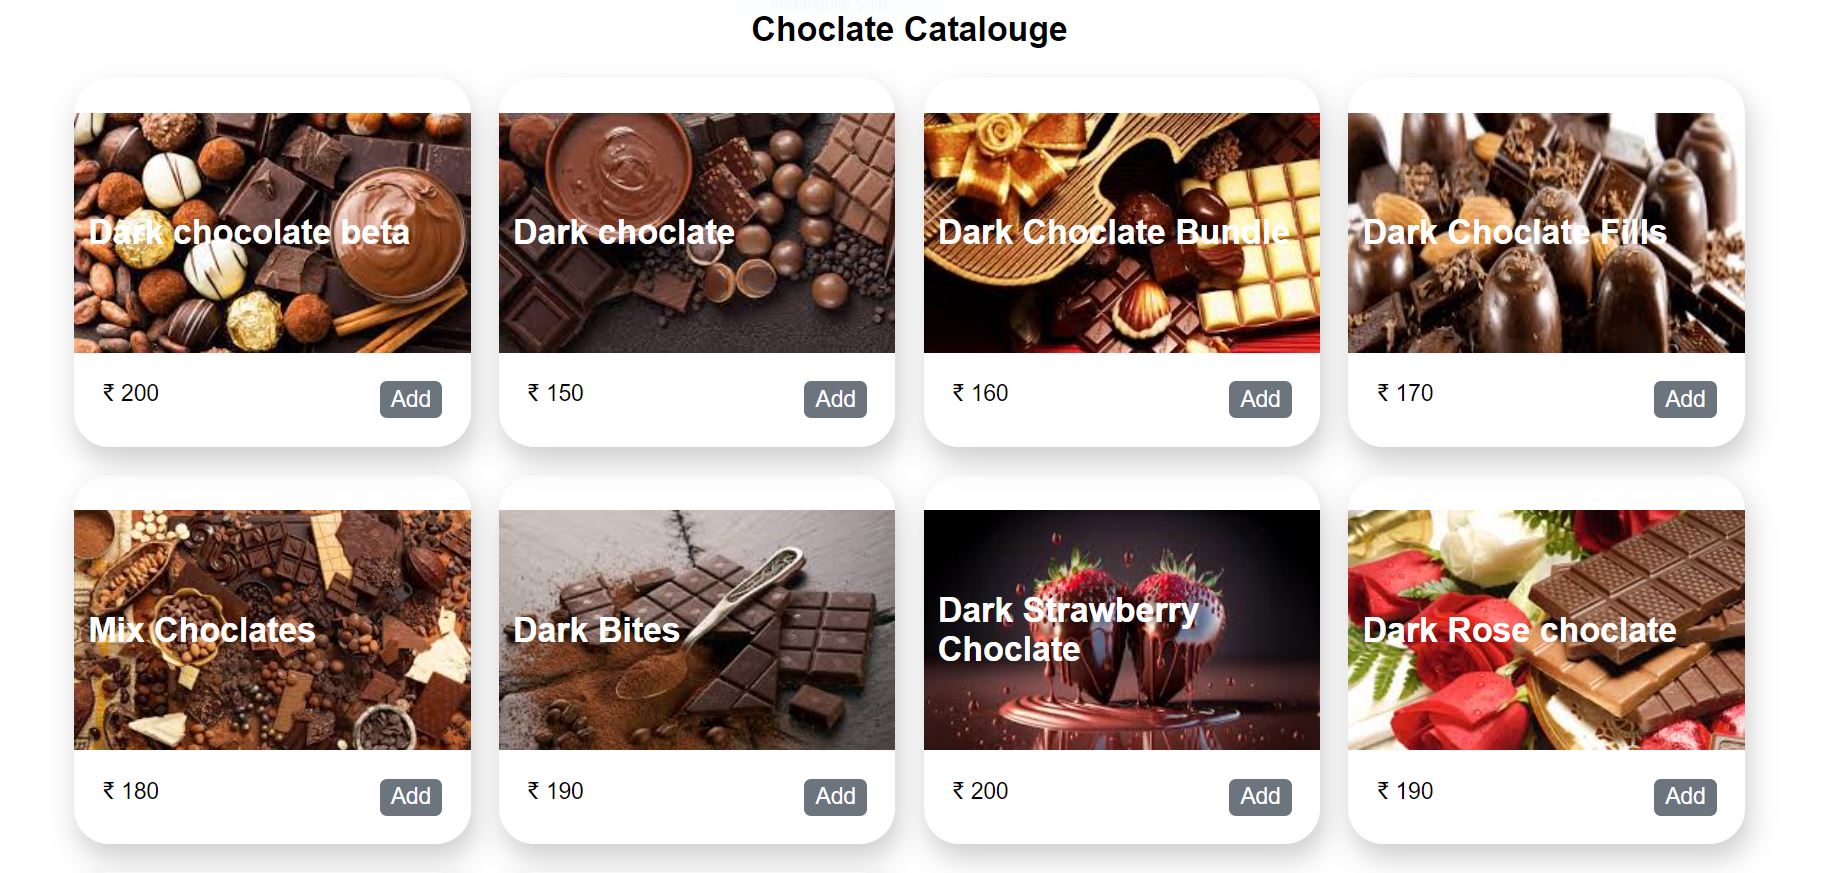 Rectangular Snip
Choclate Catalouge
Dark chocolate beta
Dark choclate
Dark Choclate Bundle
Dark Choclate Fills
₹ 200
Add
₹ 150
Add
₹ 160
Add
₹ 170
Add
Mix Choclates
Dark Bites
Dark Strawberry
Choclate
Dark Rose choclate
₹ 180
Add
₹ 190
Add
₹ 200
Add
₹ 190
Add